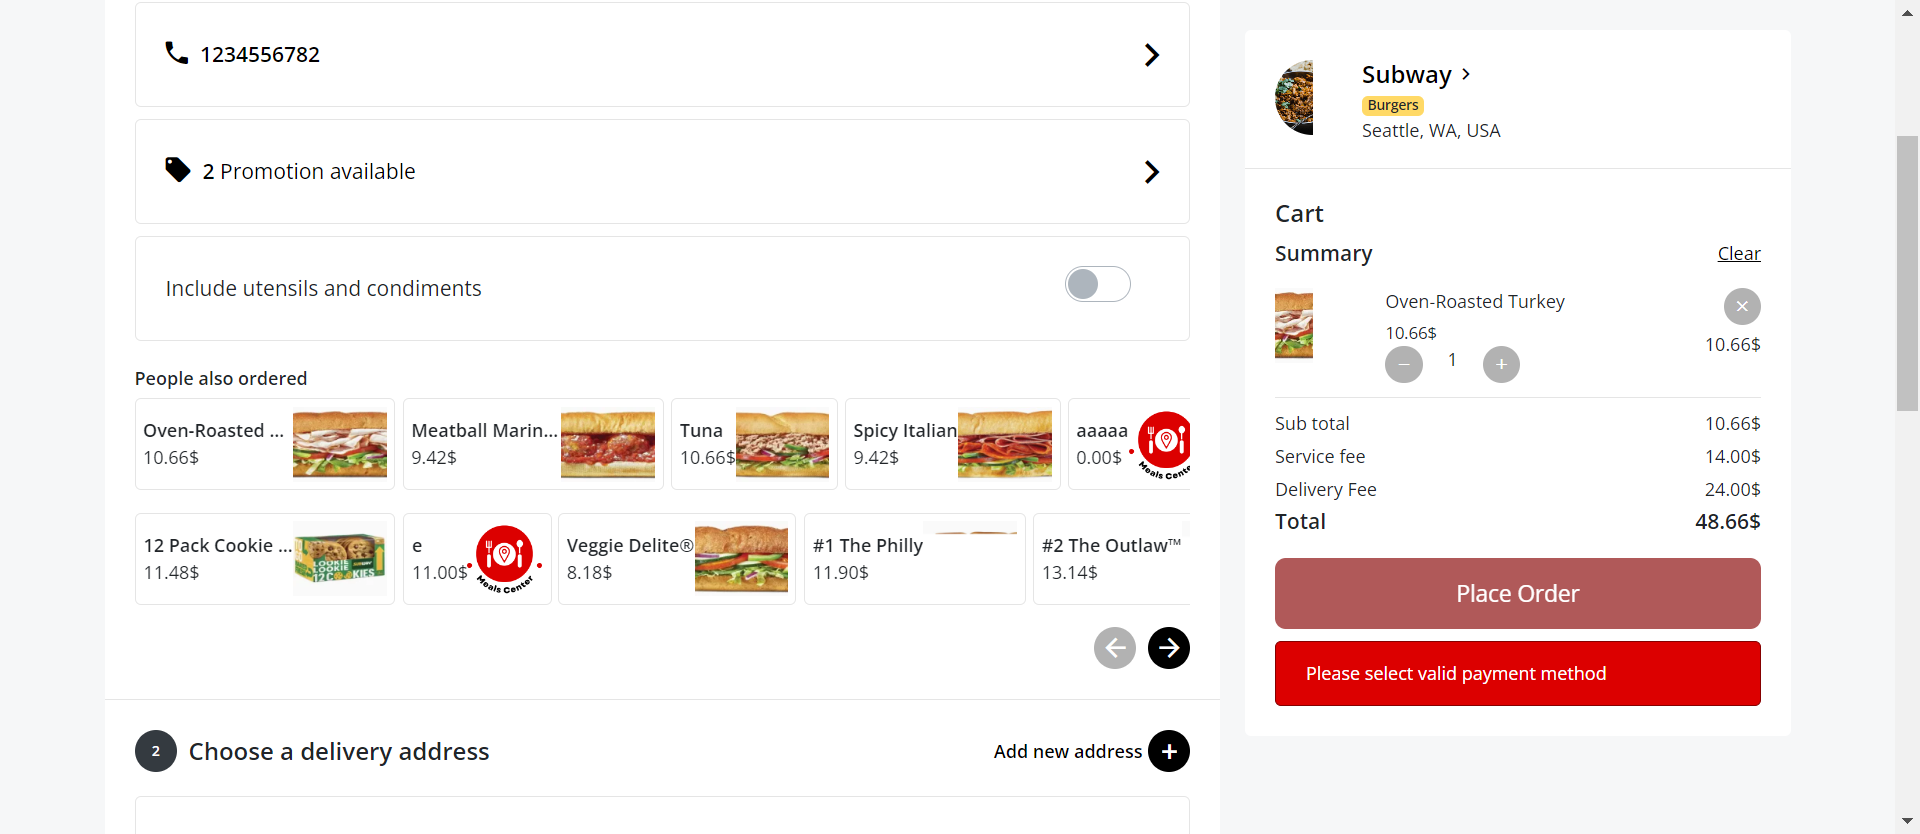 1234556782
2 Promotion available
Include utensils and condiments
People also ordered
Oven-Roasted ...
10.66$
Meatball Marin...
9.42$
Tuna
10.66$
Spicy Italian
9.42$
aaaaa
0.00$
Meals Cente
12 Pack Cookie ...
11.48$
e
11.00$
Meals Center
Veggie Delite®
8.18$
#1 The Philly
11.90$
#2 The Outlaw™
13.14$
2
Choose a delivery address
Add new address
Subway
Burgers
Seattle, WA, USA
Cart
Summary
Clear
Oven-Roasted Turkey
10.66$
1
10.66$
Sub total 10.66$
Service fee 14.00$
Delivery Fee 24.00$
Total 48.66$
Place Order
Please select valid payment method